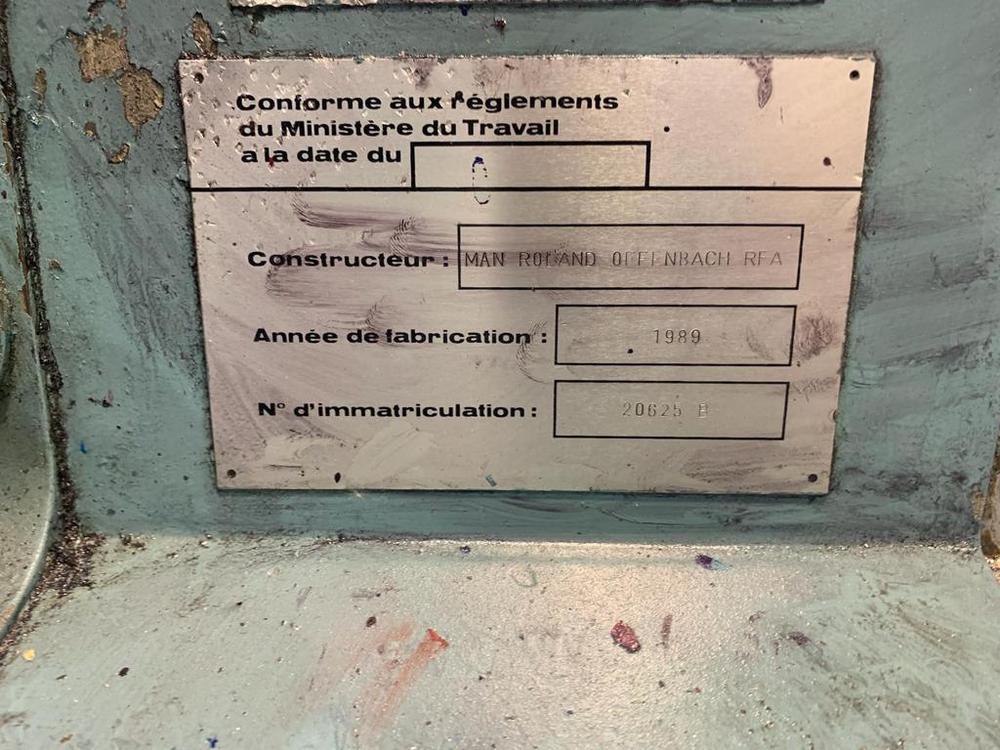 Conforme aux réglements
du Ministère du Travail
a la date du
Constructeur : MAN ROLAND OFFENBACH RFA
Année de fabrication : 1989
N° d'immatriculation : 20625 B